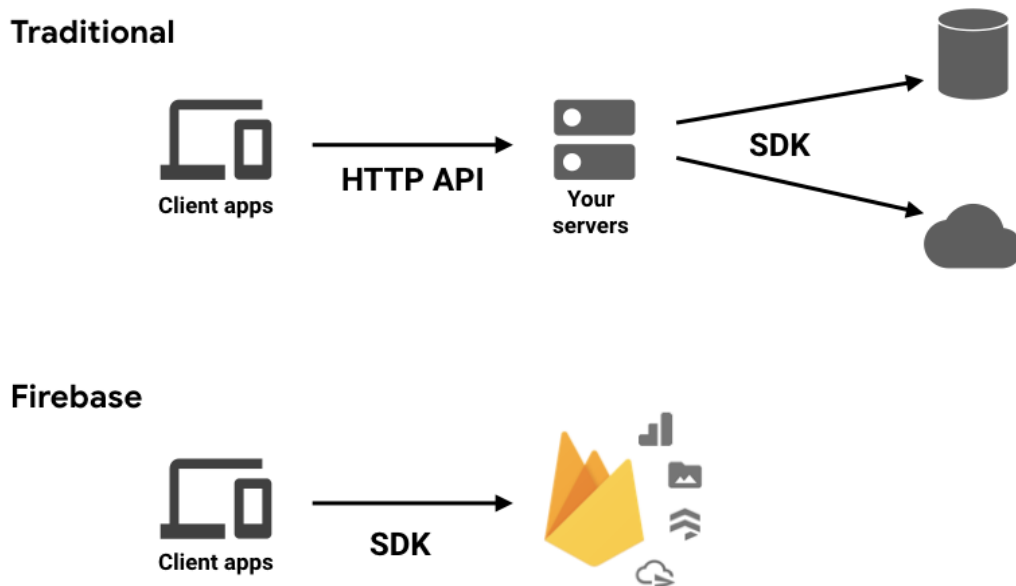 Traditional
Client apps
HTTP API
Your
servers
SDK
Firebase
Client apps
SDK